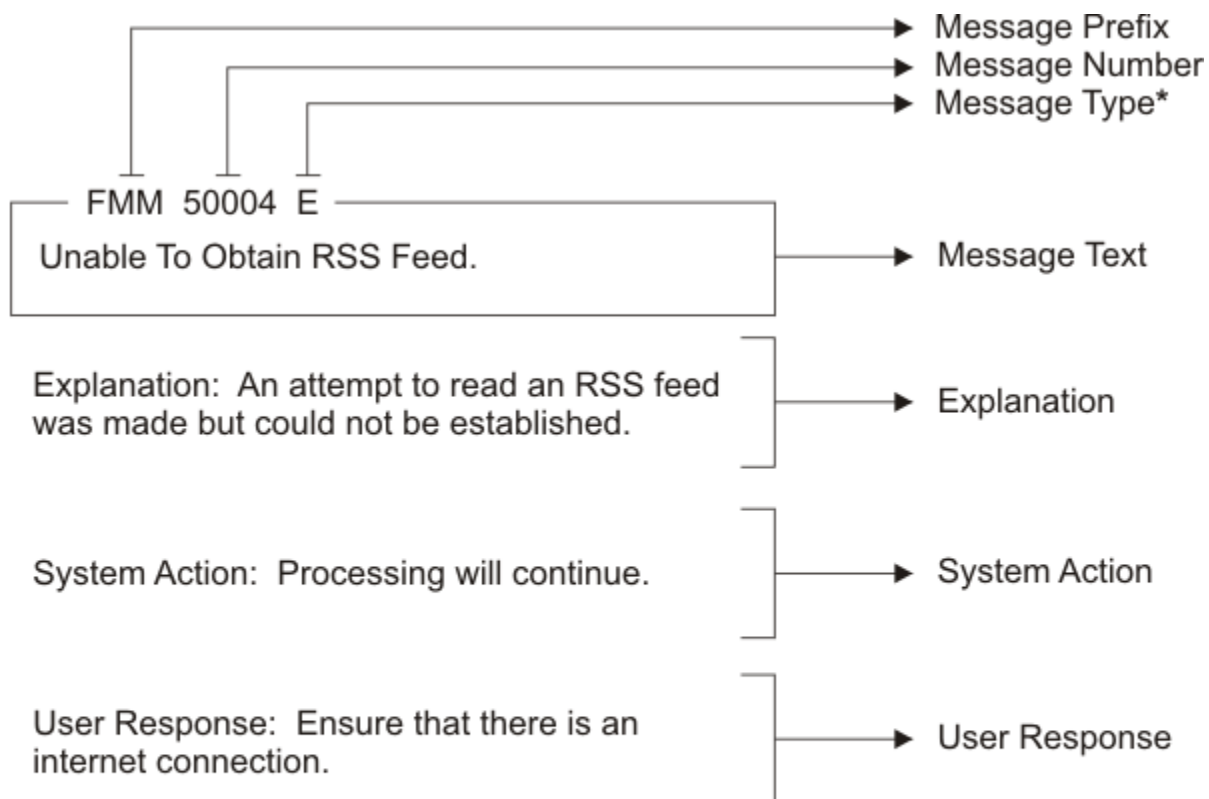 Message Prefix
Message Number
Message Type*
FMM 50004 E
Unable To Obtain RSS Feed.
Message Text
Explanation: An attempt to read an RSS feed
was made but could not be established.
Explanation
System Action: Processing will continue.
System Action
User Response: Ensure that there is an
internet connection.
User Response